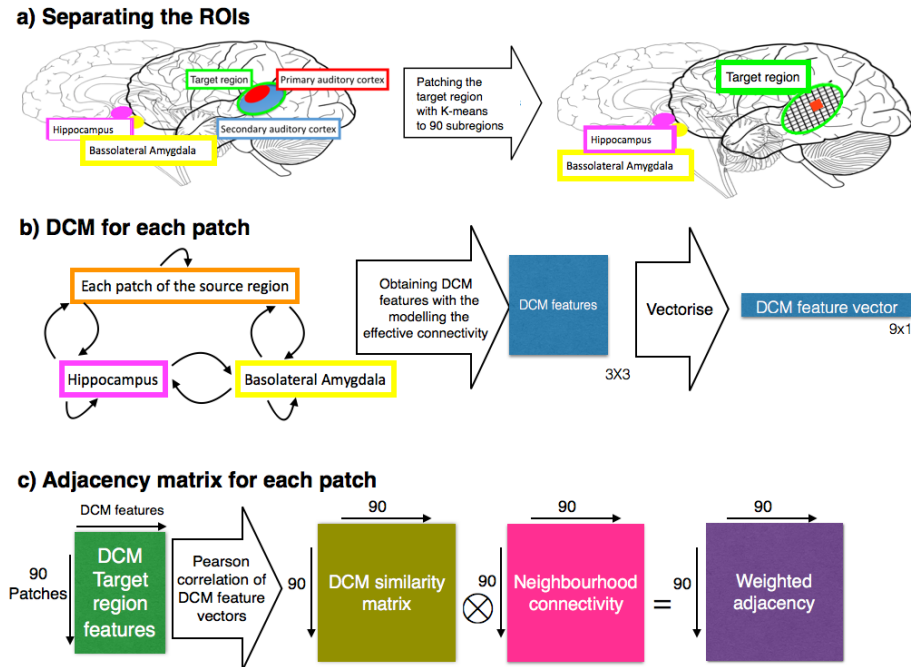 a) Separating the ROIs
Target region
Primary auditory cortex
Hippocampus
Secondary auditory cortex
Bassolateral Amygdala
Patching the
target region
with K-means
to 90 subregions
Target region
Hippocampus
Bassolateral Amygdala
b) DCM for each patch
Each patch of the source region
Hippocampus
Basolateral Amygdala
Obtaining DCM
features with the
modelling the
effective connectivity
DCM features
3X3
Vectorise
DCM feature vector
9x1
c) Adjacency matrix for each patch
DCM features
90
Patches
DCM
Target
region
features
Pearson
correlation of
DCM feature
vectors
90
90
DCM similarity
matrix
⊗
90
90
Neighbourhood
connectivity
=
90
90
Weighted
adjacency